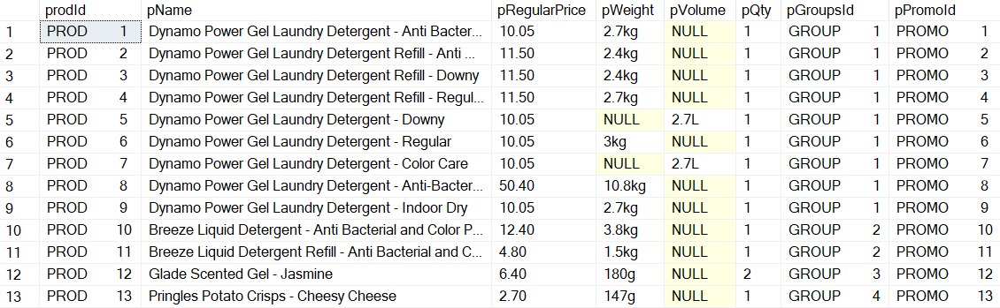 prodId pName pRegularPrice pWeight pVolume pQty pGroupsId pPromoId
1 PROD 1 Dynamo Power Gel Laundry Detergent - Anti Bacter... 10.05 2.7kg NULL 1 GROUP 1 PROMO 1
2 PROD 2 Dynamo Power Gel Laundry Detergent Refill - Anti ... 11.50 2.4kg NULL 1 GROUP 1 PROMO 2
3 PROD 3 Dynamo Power Gel Laundry Detergent Refill - Downy 11.50 2.4kg NULL 1 GROUP 1 PROMO 3
4 PROD 4 Dynamo Power Gel Laundry Detergent Refill - Regul... 11.50 2.7kg NULL 1 GROUP 1 PROMO 4
5 PROD 5 Dynamo Power Gel Laundry Detergent - Downy 10.05 NULL 2.7L 1 GROUP 1 PROMO 5
6 PROD 6 Dynamo Power Gel Laundry Detergent - Regular 10.05 3kg NULL 1 GROUP 1 PROMO 6
7 PROD 7 Dynamo Power Gel Laundry Detergent - Color Care 10.05 NULL 2.7L 1 GROUP 1 PROMO 7
8 PROD 8 Dynamo Power Gel Laundry Detergent - Anti-Bacter... 50.40 10.8kg NULL 1 GROUP 1 PROMO 8
9 PROD 9 Dynamo Power Gel Laundry Detergent - Indoor Dry 10.05 2.7kg NULL 1 GROUP 1 PROMO 9
10 PROD 10 Breeze Liquid Detergent - Anti Bacterial and Color P... 12.40 3.8kg NULL 1 GROUP 2 PROMO 10
11 PROD 11 Breeze Liquid Detergent Refill - Anti Bacterial and C... 4.80 1.5kg NULL 1 GROUP 2 PROMO 11
12 PROD 12 Glade Scented Gel - Jasmine 6.40 180g NULL 2 GROUP 3 PROMO 12
13 PROD 13 Pringles Potato Crisps - Cheesy Cheese 2.70 147g NULL 1 GROUP 4 PROMO 13